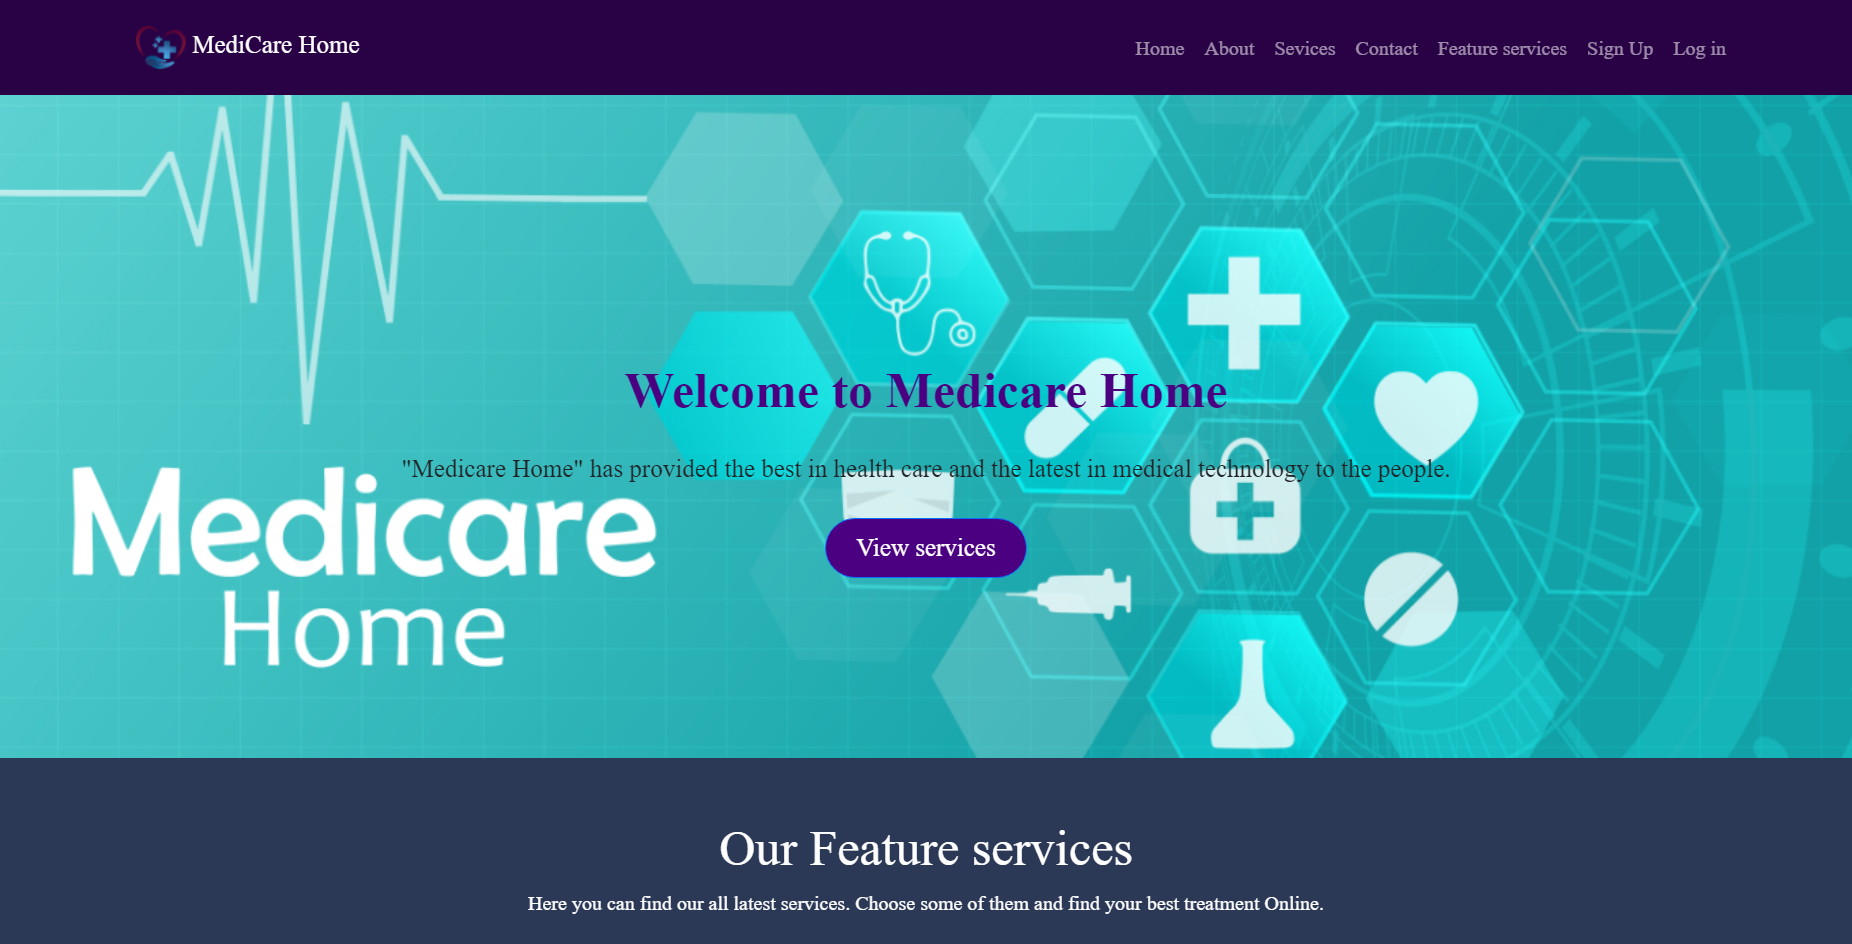 MediCare Home
Home About Sevices Contact Feature services Sign Up Log in
Welcome to Medicare Home
"Medicare Home" has provided the best in health care and the latest in medical technology to the people.
Medicare
Home
View services
Our Feature services
Here you can find our all latest services. Choose some of them and find your best treatment Online.